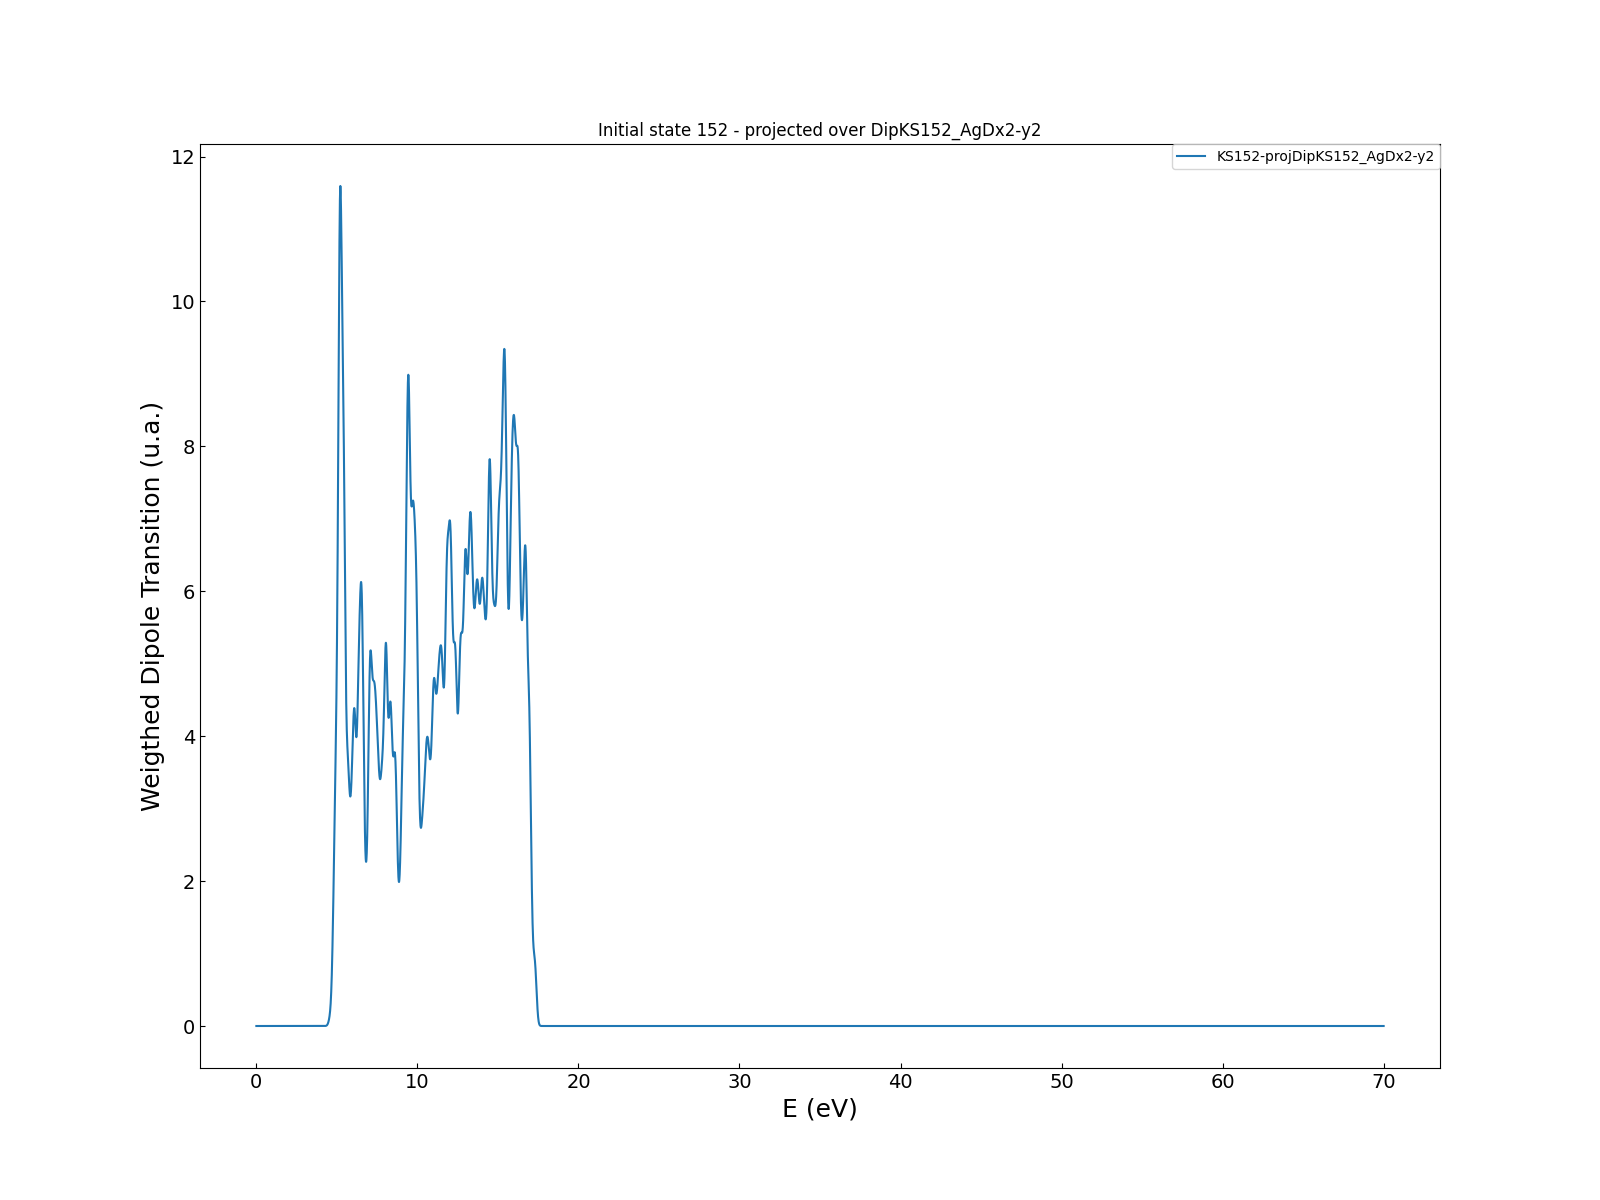 Initial state 152 - projected over DipKS152_AgDx2-y2
KS152-projDipKS152_AgDx2-y2
12
10
8
6
4
2
0
Weigthed Dipole Transition (u.a.)
0 10 20 30 40 50 60 70
E (eV)